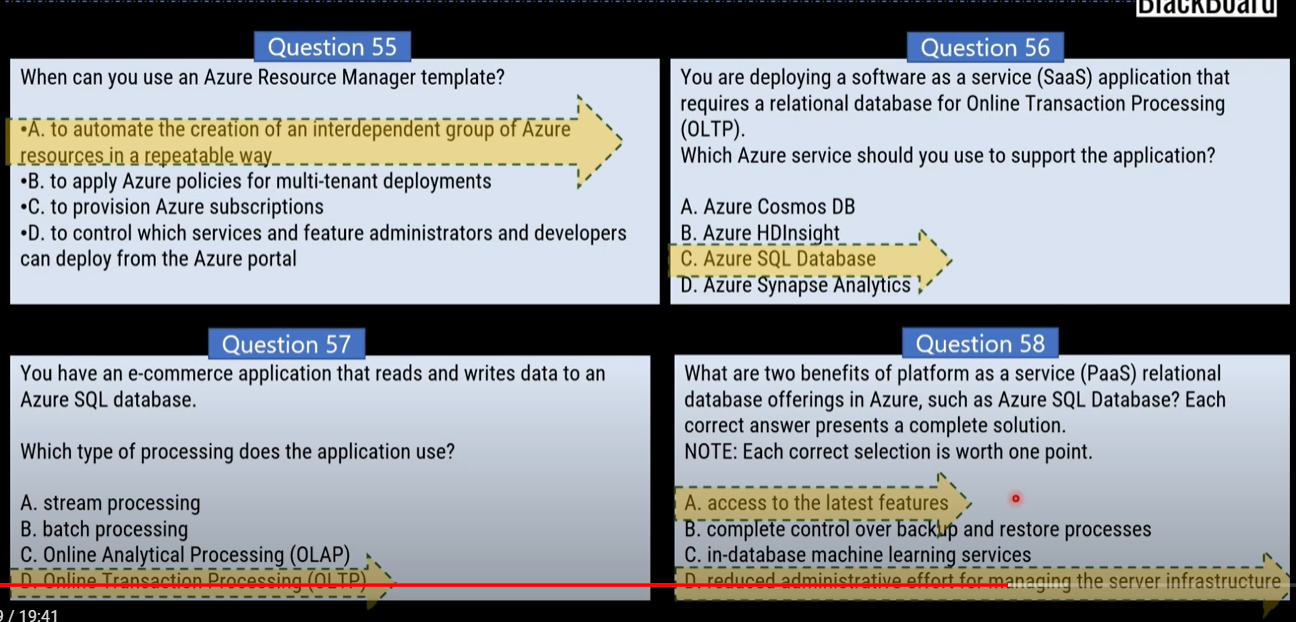 BlackBoard
Question 55
When can you use an Azure Resource Manager template?
•A. to automate the creation of an interdependent group of Azure
resources in a repeatable way
•B. to apply Azure policies for multi-tenant deployments
•C. to provision Azure subscriptions
•D. to control which services and feature administrators and developers
can deploy from the Azure portal
Question 56
You are deploying a software as a service (SaaS) application that
requires a relational database for Online Transaction Processing
(OLTP).
Which Azure service should you use to support the application?
A. Azure Cosmos DB
B. Azure HDInsight
C. Azure SQL Database
D. Azure Synapse Analytics
Question 57
You have an e-commerce application that reads and writes data to an
Azure SQL database.
Which type of processing does the application use?
A. stream processing
B. batch processing
C. Online Analytical Processing (OLAP)
D. Online Transaction Processing (OLTP)
Question 58
What are two benefits of platform as a service (PaaS) relational
database offerings in Azure, such as Azure SQL Database? Each
correct answer presents a complete solution.
NOTE: Each correct selection is worth one point.
A. access to the latest features
B. complete control over backup and restore processes
C. in-database machine learning services
D. reduced administrative effort for managing the server infrastructure
/ 19:41